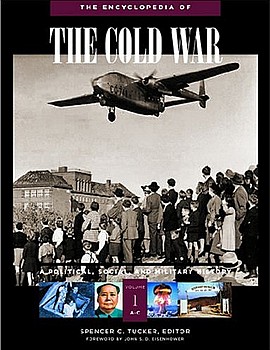 THE ENCYCLOPEDIA OF
THE COLD WAR
A POLITICAL, SOCIAL, AND MILITARY HISTORY
VOLUME
1
A–C
SPENCER C. TUCKER, EDITOR
FOREWORD BY JOHN S. D. EISENHOWER